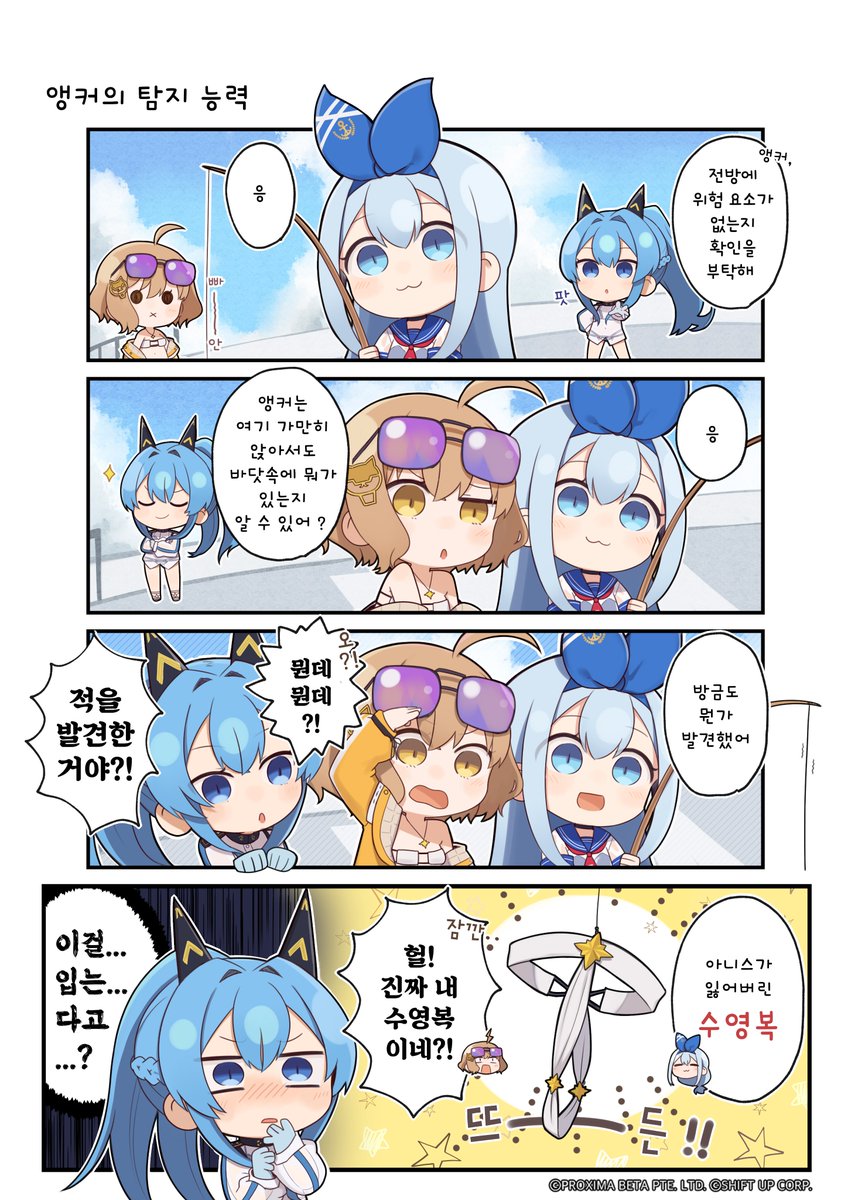 앵커의 탐지 능력
앵커,
전방에
위험 요소가
없는지
확인을
부탁해
팟
응
빠
안
응
앵커는
여기 가만히
앉아서도
바닷속에 뭐가
있는지
알 수 있어?
방금도
뭔가
발견했어
오?!
뭔데
뭔데
?!
적을
발견한
거야?!
아니스가
잃어버린
수영복
뜨
든!!
잠깐..
헐!
진짜 내
수영복
이네?!
이걸...
입는...
다고
...?
©PROXIMA BETA PTE. LTD. ©SHIFT UP CORP.